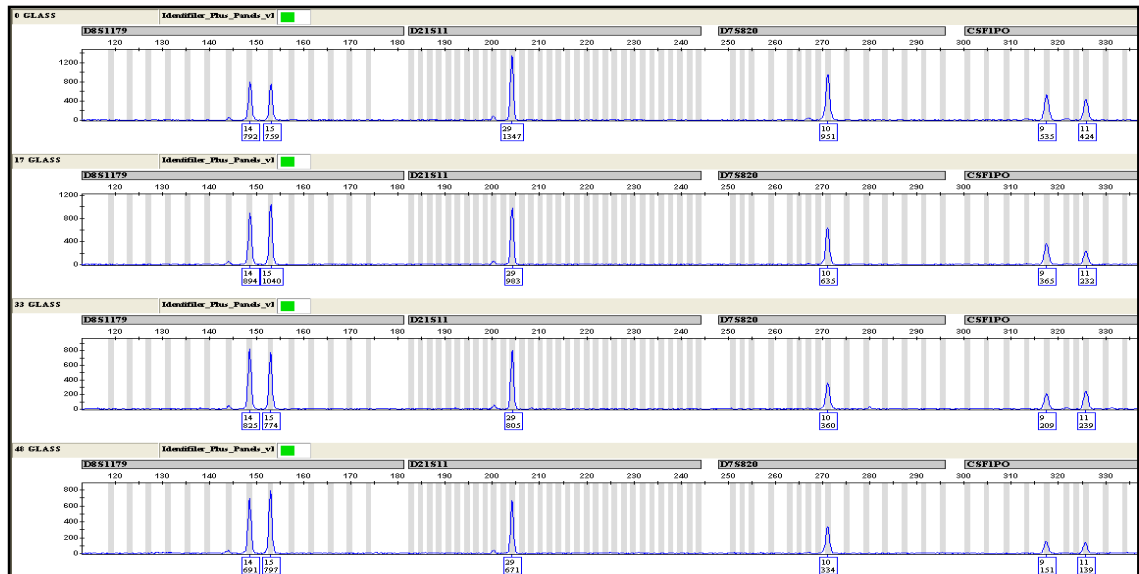 0 GLASS Identifiler_Plus_Panels_v1
D8S1179 D21S11 D7S820 CSF1PO
120 130 140 150 160 170 180 190 200 210 220 230 240 250 260 270 280 290 300 310 320 330
1200
800
400
0
14 15 29 10 9 11
792 759 1347 951 535 424
17 GLASS Identifiler_Plus_Panels_v1
D8S1179 D21S11 D7S820 CSF1PO
120 130 140 150 160 170 180 190 200 210 220 230 240 250 260 270 280 290 300 310 320 330
1200
800
400
0
14 15 29 10 9 11
894 1040 983 635 365 232
33 GLASS Identifiler_Plus_Panels_v1
D8S1179 D21S11 D7S820 CSF1PO
120 130 140 150 160 170 180 190 200 210 220 230 240 250 260 270 280 290 300 310 320 330
800
600
400
200
0
14 15 29 10 9 11
825 774 805 360 209 239
48 GLASS Identifiler_Plus_Panels_v1
D8S1179 D21S11 D7S820 CSF1PO
120 130 140 150 160 170 180 190 200 210 220 230 240 250 260 270 280 290 300 310 320 330
800
600
400
200
0
14 15 29 10 9 11
691 797 671 334 151 139